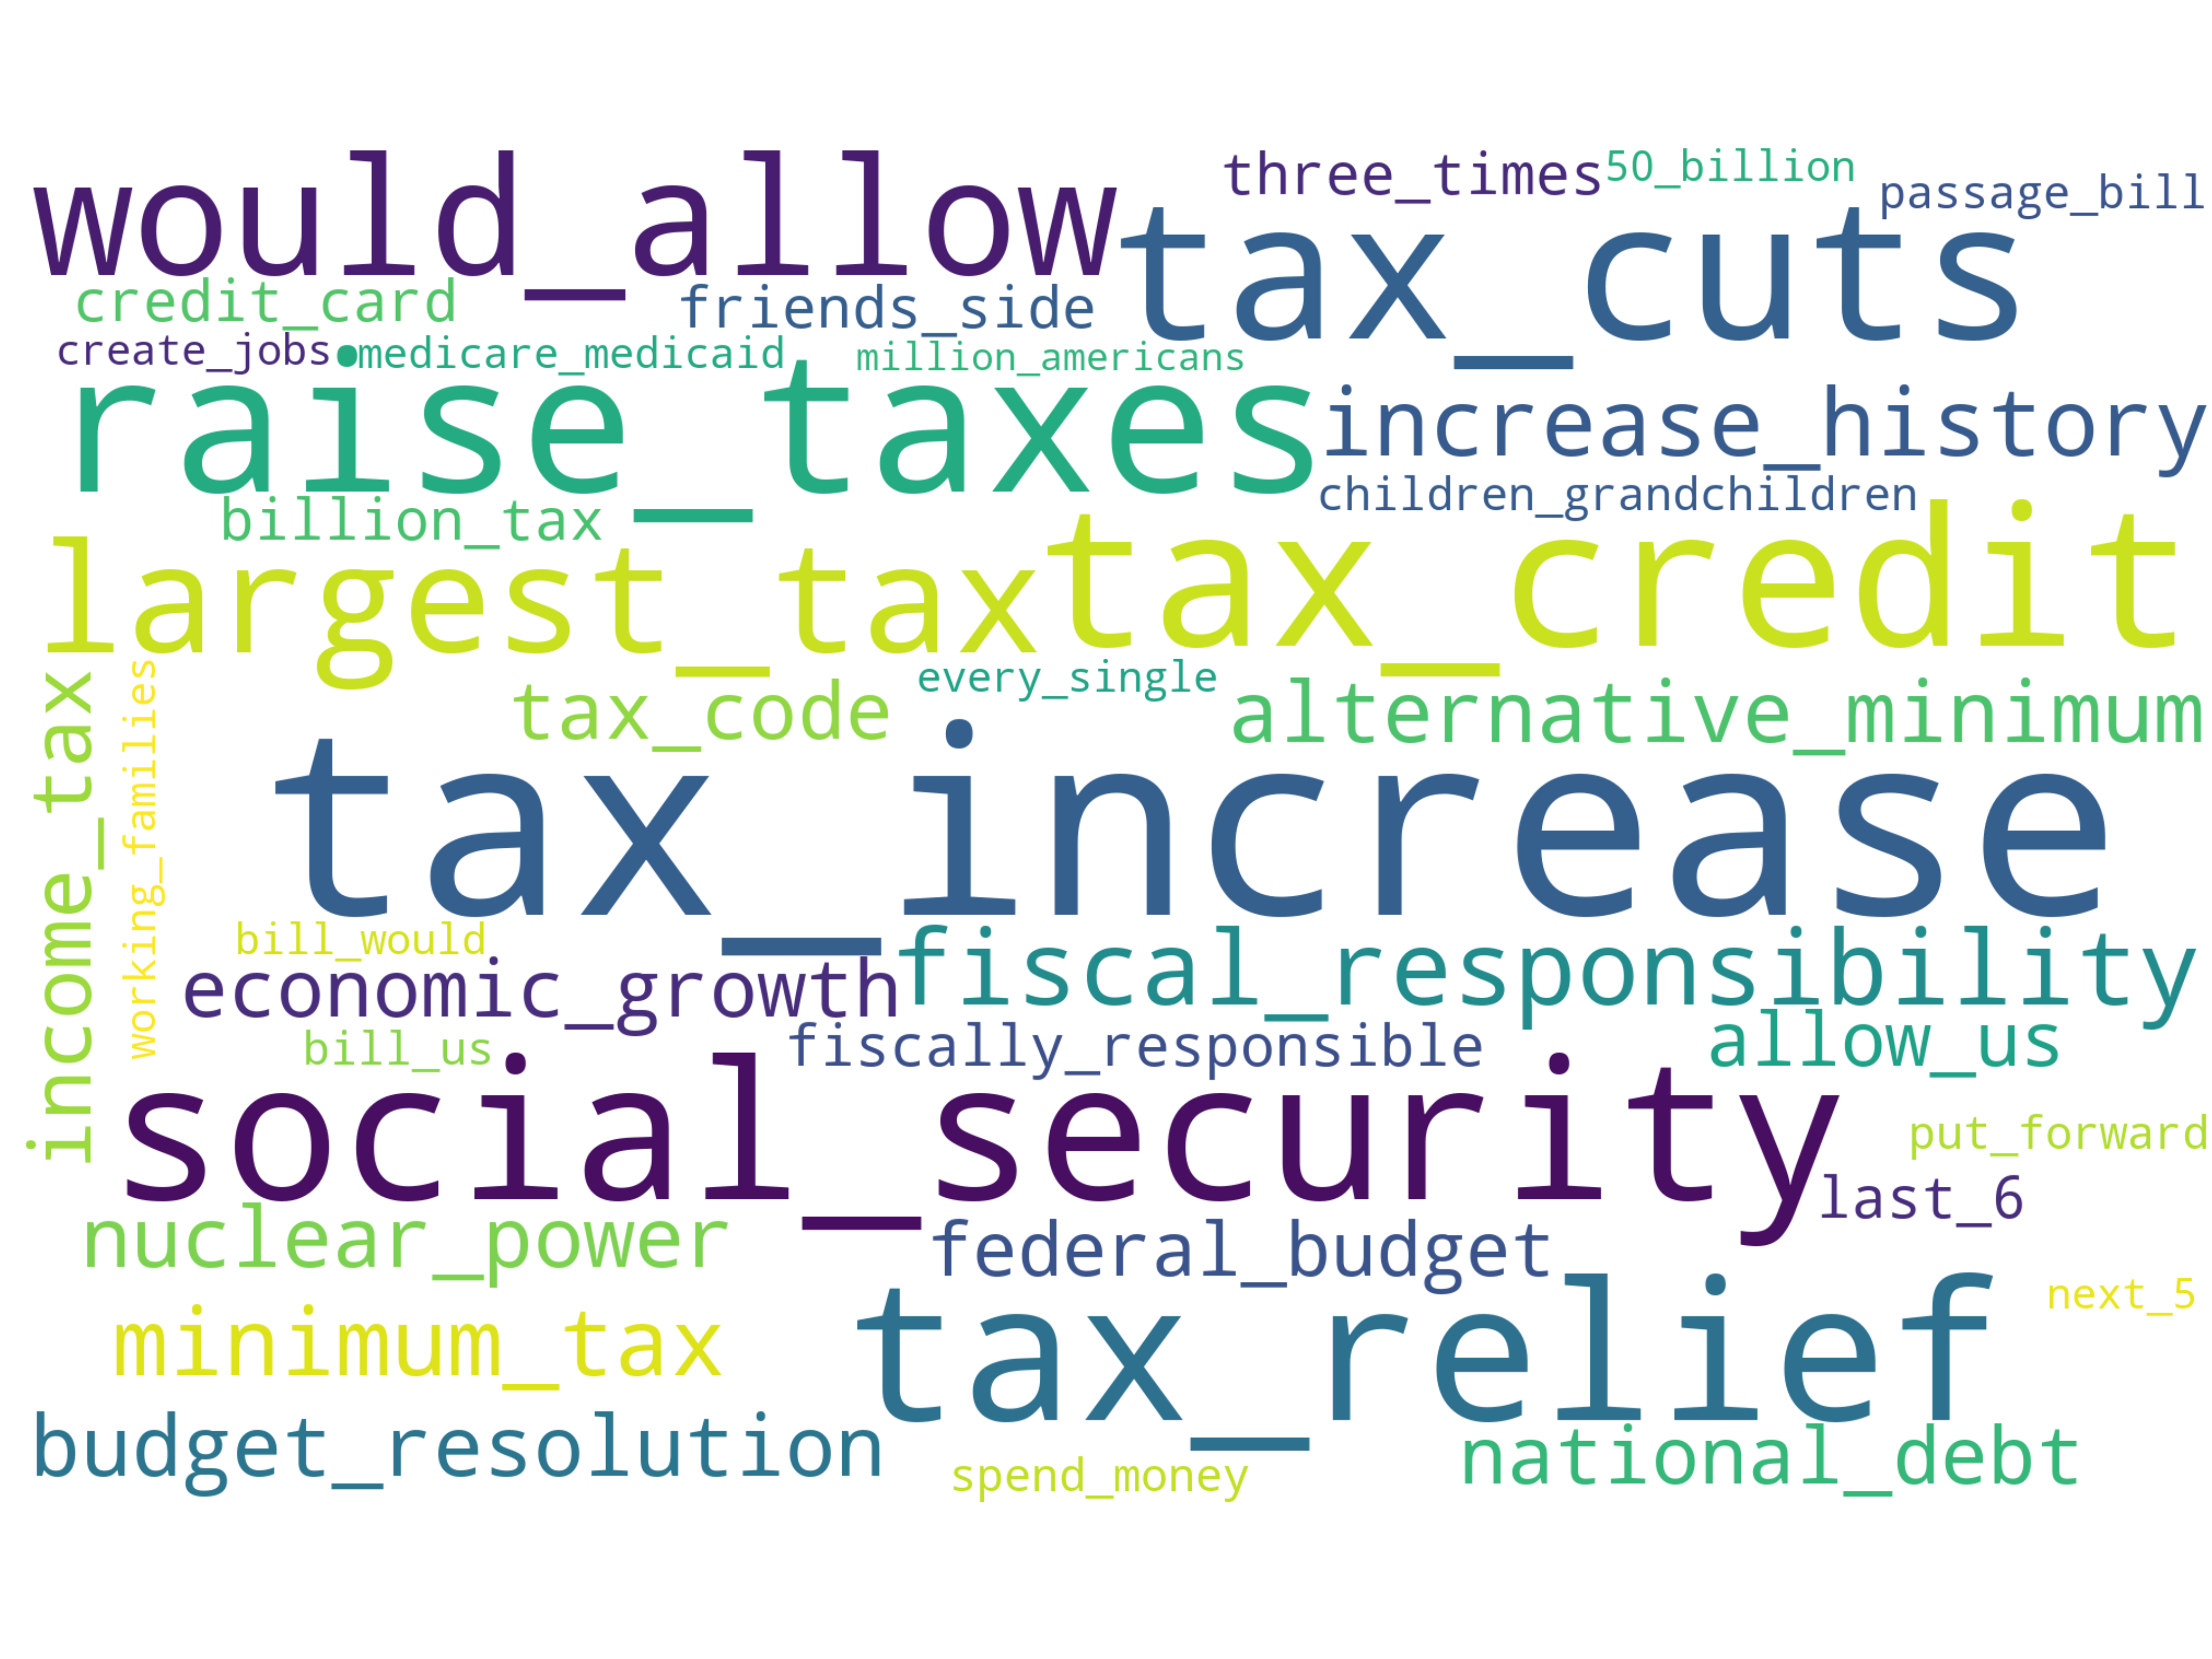 would_allow
three_times
50_billion
passage_bill
tax_cuts
credit_card
friends_side
create_jobs
medicare_medicaid
million_americans
raise_taxes
increase_history
children_grandchildren
billion_tax
largest_tax
tax_credit
income_tax
working_families
tax_code
every_single
alternative_minimum
tax_increase
bill_would
economic_growth
fiscal_responsibility
bill_us
fiscally_responsible
allow_us
social_security
put_forward
last_6
nuclear_power
federal_budget
next_5
minimum_tax
tax_relief
budget_resolution
spend_money
national_debt